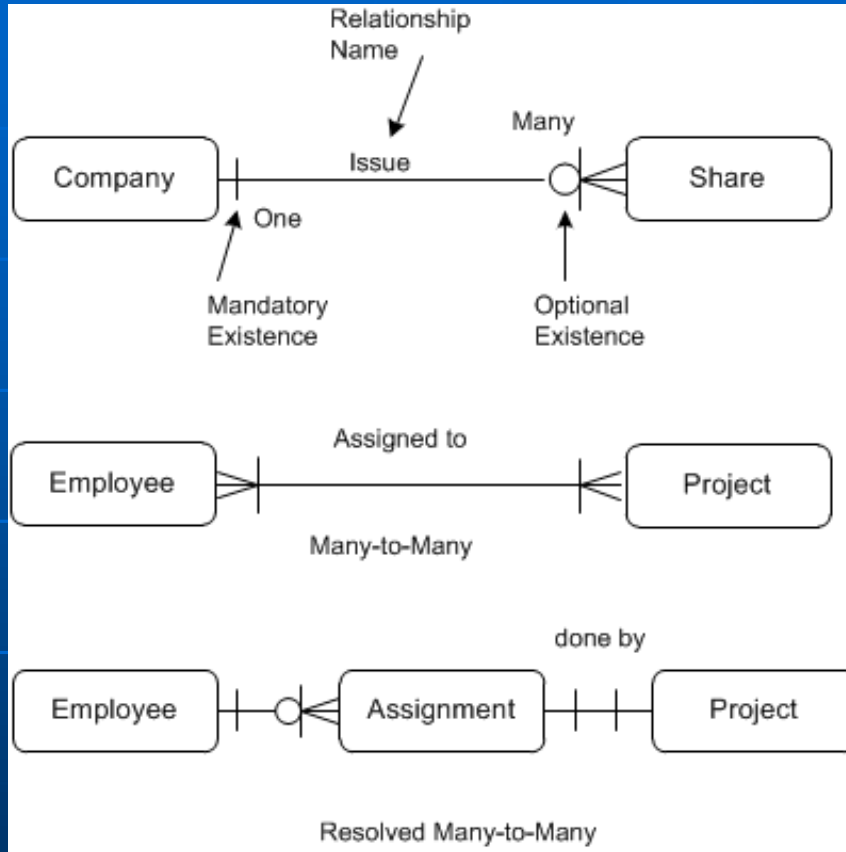 Relationship
Name
Many
Company
Issue
Share
One
Mandatory
Existence
Optional
Existence
Assigned to
Employee
Project
Many-to-Many
done by
Employee
Assignment
Project
Resolved Many-to-Many